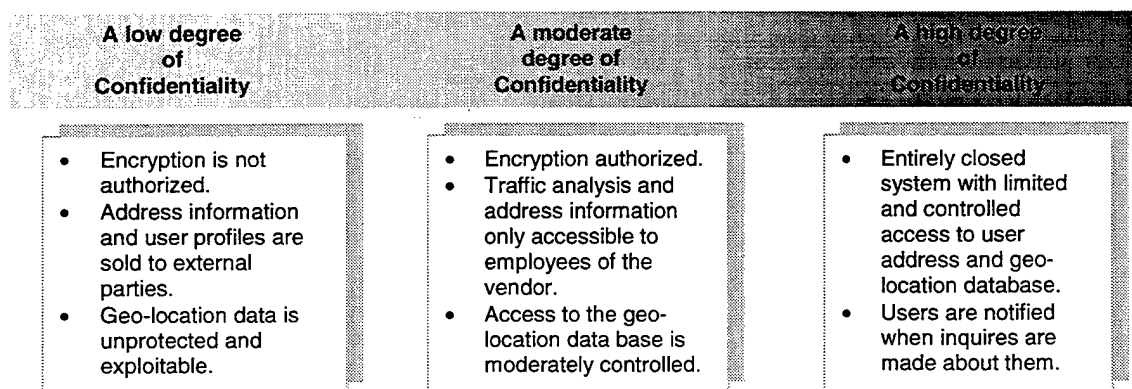 A low degree
of
Confidentiality
A moderate
degree of
Confidentiality
A high degree
of
Confidentiality
• Encryption is not
authorized.
• Address information
and user profiles are
sold to external
parties.
• Geo-location data is
unprotected and
exploitable.
• Encryption authorized.
• Traffic analysis and
address information
only accessible to
employees of the
vendor.
• Access to the geo-
location data base is
moderately controlled.
• Entirely closed
system with limited
and controlled
access to user
address and geo-
location database.
• Users are notified
when inquires are
made about them.